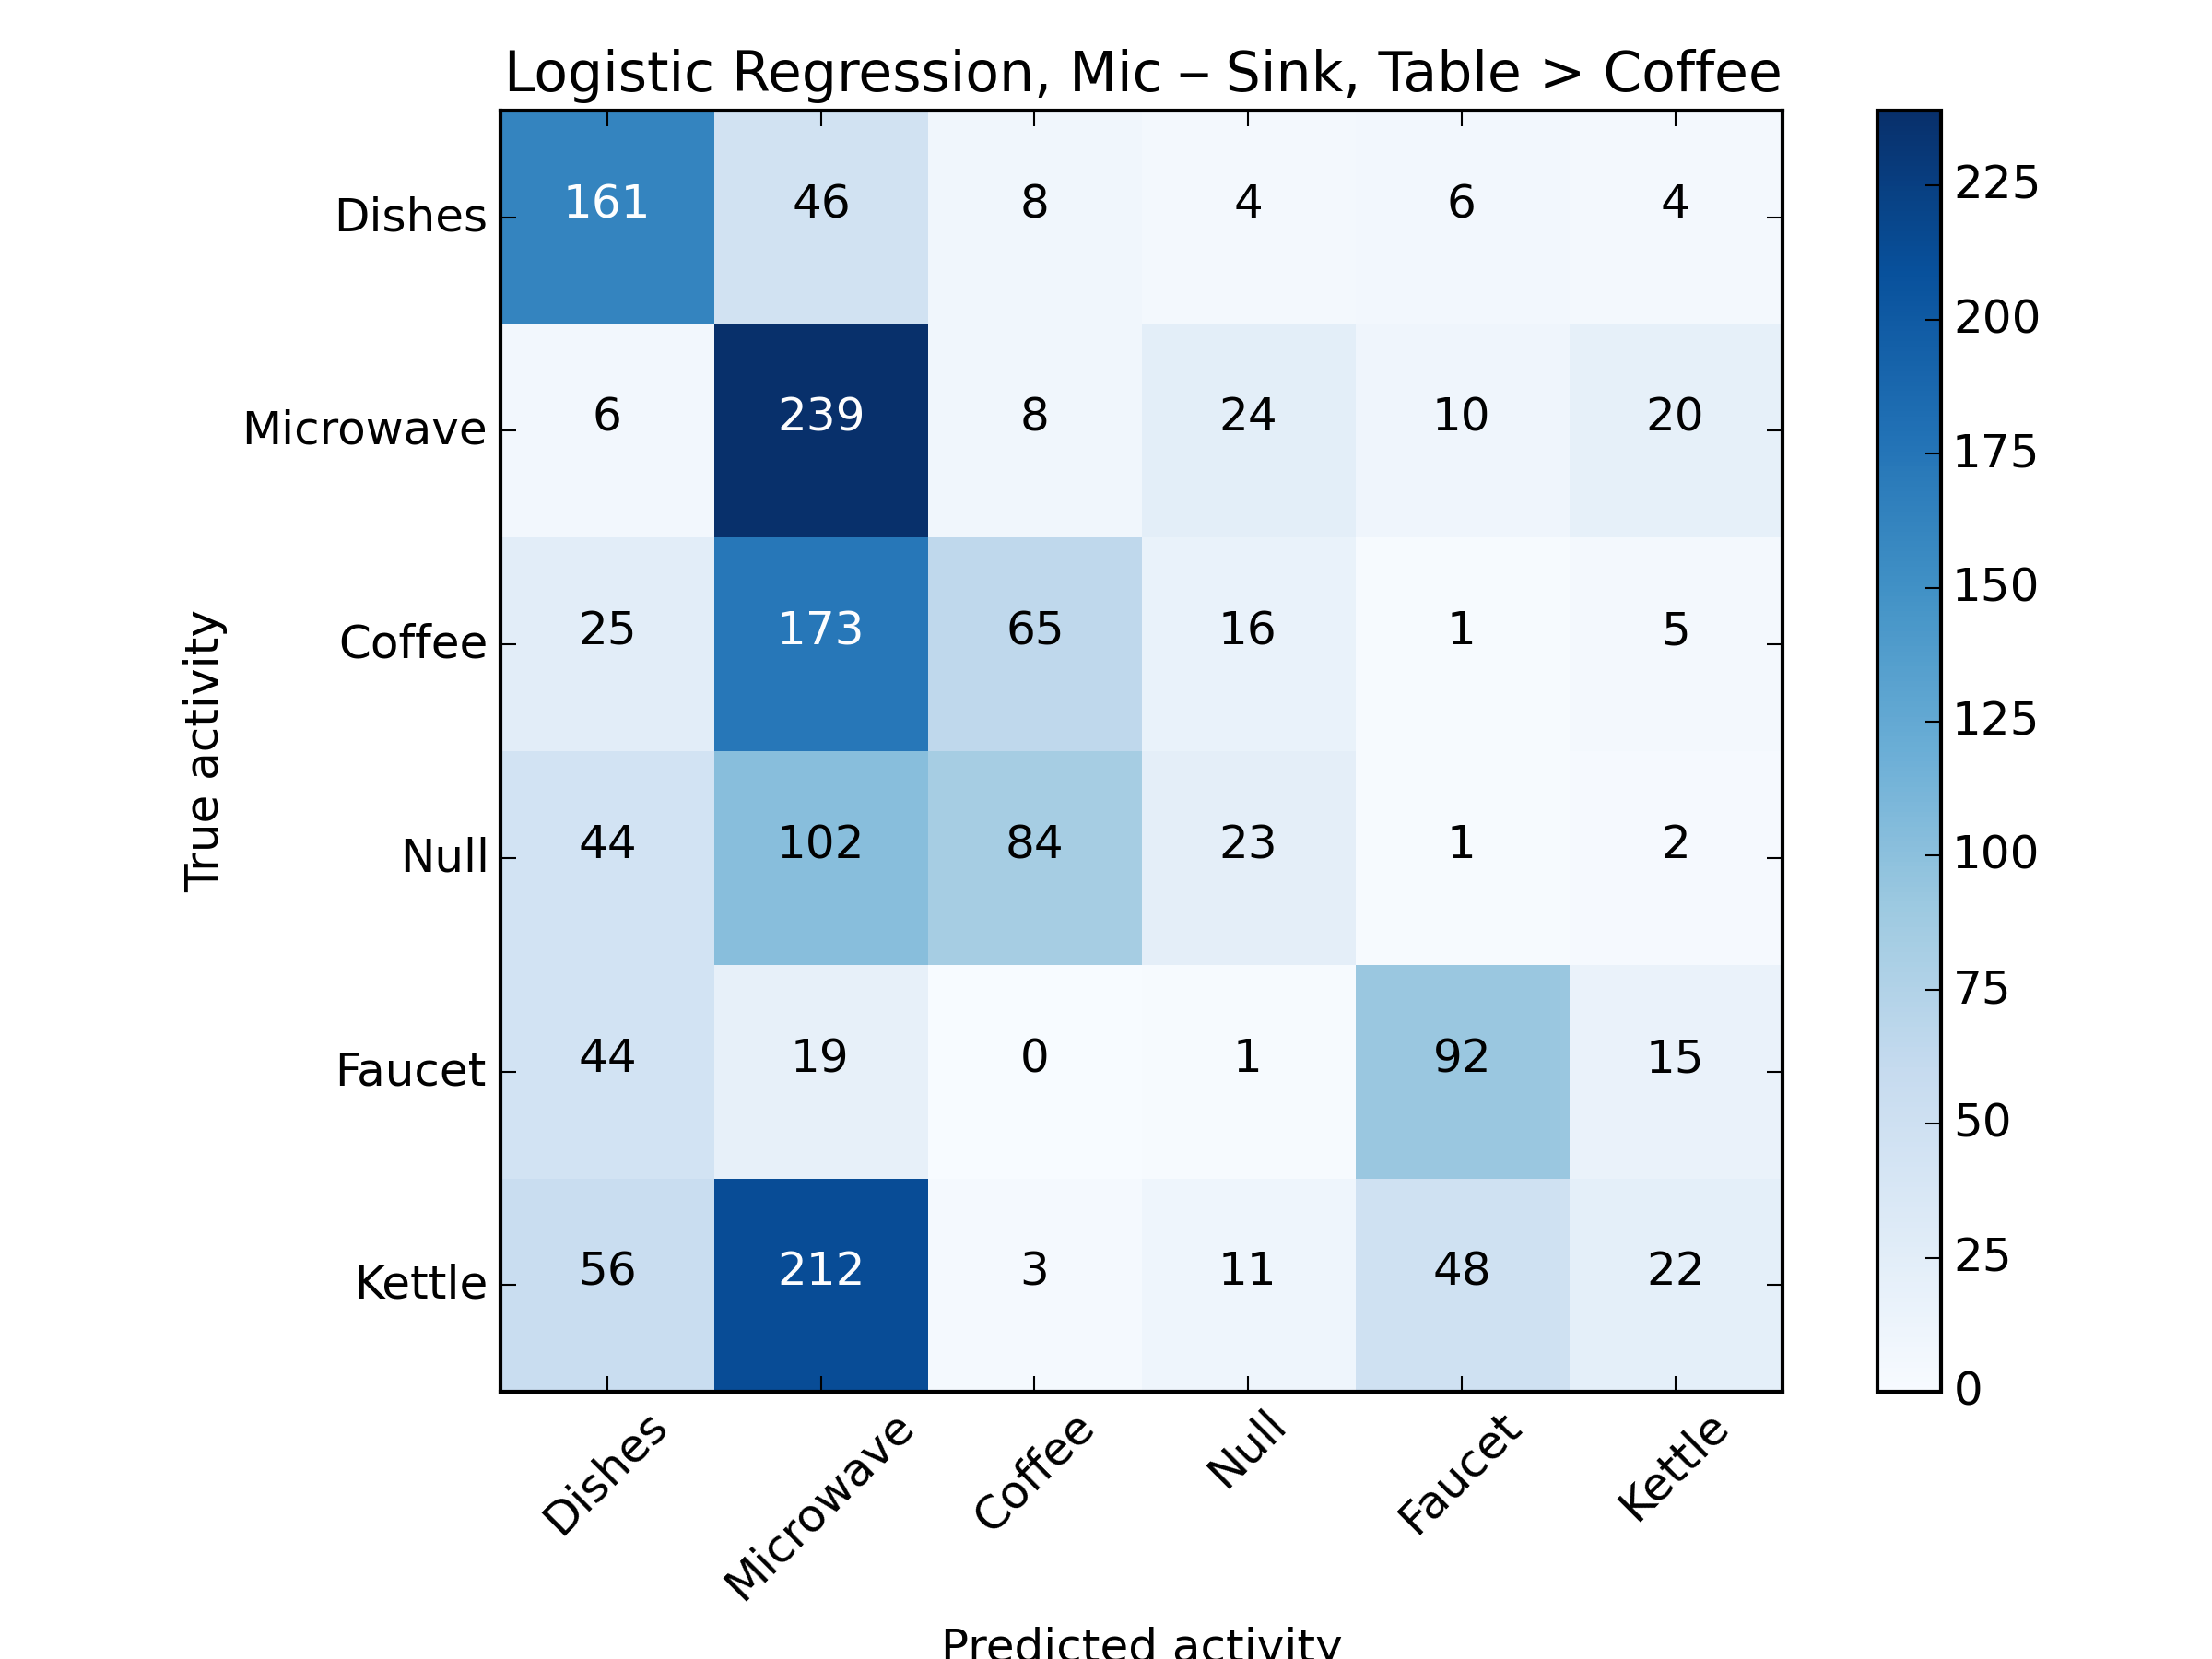 Logistic Regression, Mic – Sink, Table > Coffee
Dishes 161 46 8 4 6 4
Microwave 6 239 8 24 10 20
Coffee 25 173 65 16 1 5
Null 44 102 84 23 1 2
Faucet 44 19 0 1 92 15
Kettle 56 212 3 11 48 22
True activity
Dishes Microwave Coffee Null Faucet Kettle
Predicted activity
225
200
175
150
125
100
75
50
25
0